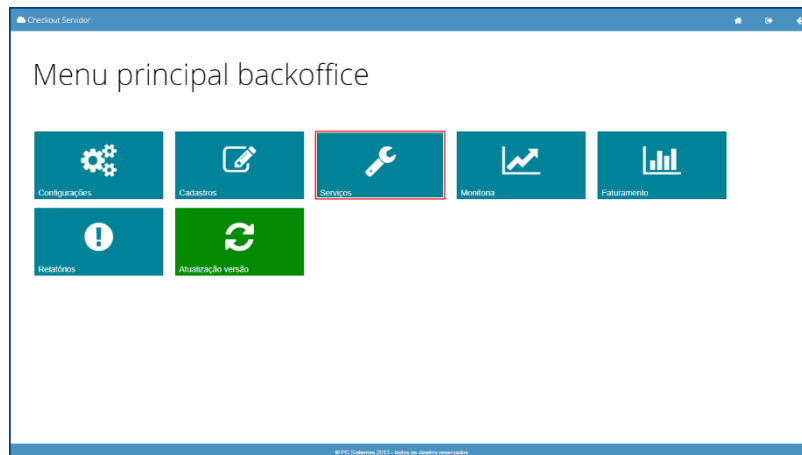 Checkout Servidor
Menu principal backoffice
Configurações
Cadastros
Serviços
Monitoria
Faturamento
Relatórios
Atualização versão
© PC Sistemas 2013 - todos os direitos reservados